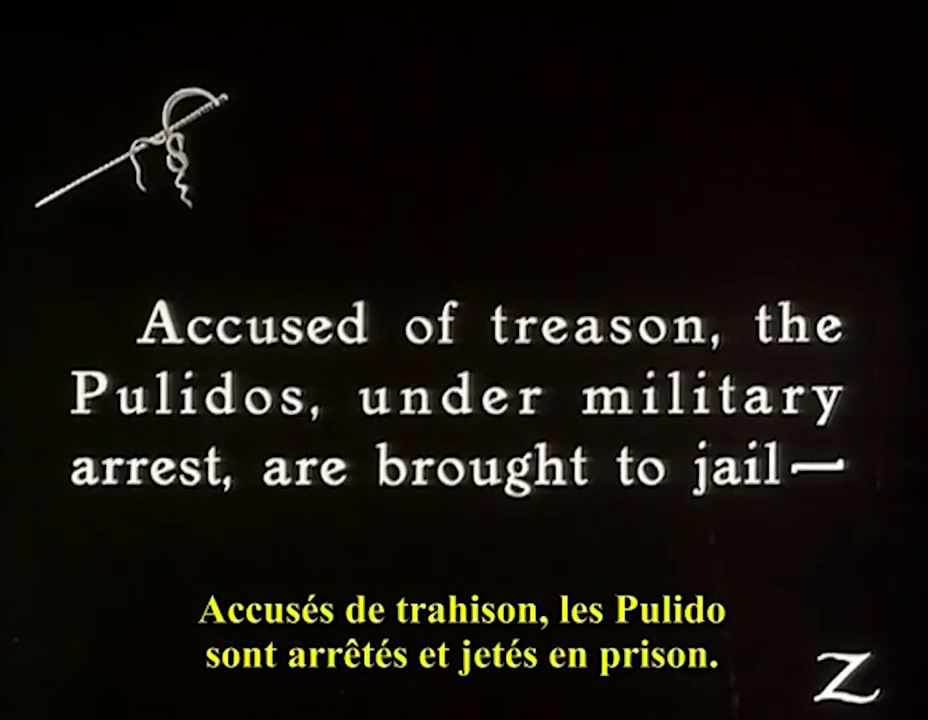 Accused of treason, the
Pulidos, under military
arrest, are brought to jail—
Accusés de trahison, les Pulido
sont arrêtés et jetés en prison.
Z